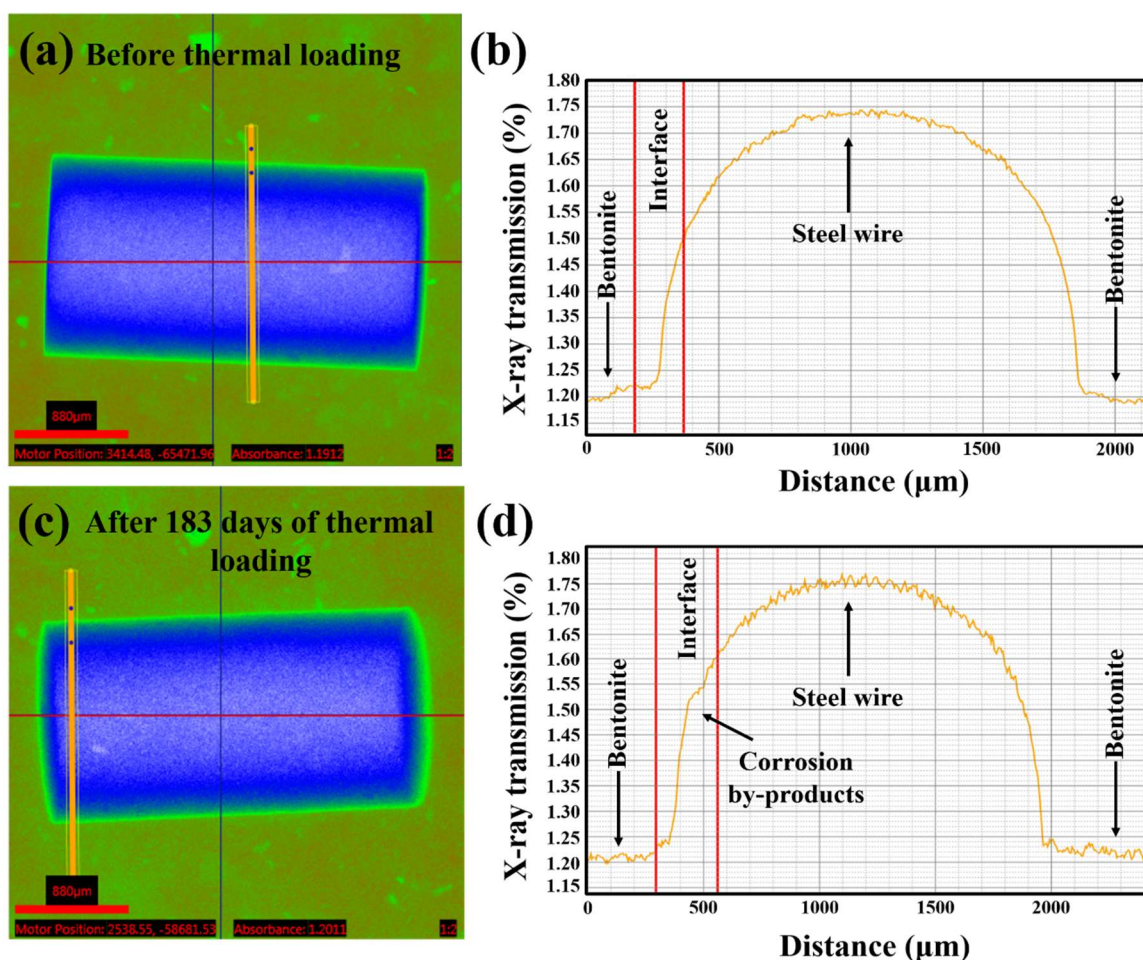 (a) Before thermal loading
880μm
Motor Position: 3414.48, -65471.96 Absorbance: 1.1912 1:2
(b)
X-ray transmission (%)
1.80
1.75
1.70
1.65
1.60
1.55
1.50
1.45
1.40
1.35
1.30
1.25
1.20
1.15
Bentonite
Interface
Steel wire
Bentonite
0 500 1000 1500 2000
Distance (μm)
(c) After 183 days of thermal
loading
880μm
Motor Position: 2538.55, -58681.53 Absorbance: 1.2011 1:2
(d)
X-ray transmission (%)
1.80
1.75
1.70
1.65
1.60
1.55
1.50
1.45
1.40
1.35
1.30
1.25
1.20
1.15
Bentonite
Interface
Steel wire
Corrosion
by-products
Bentonite
0 500 1000 1500 2000
Distance (μm)